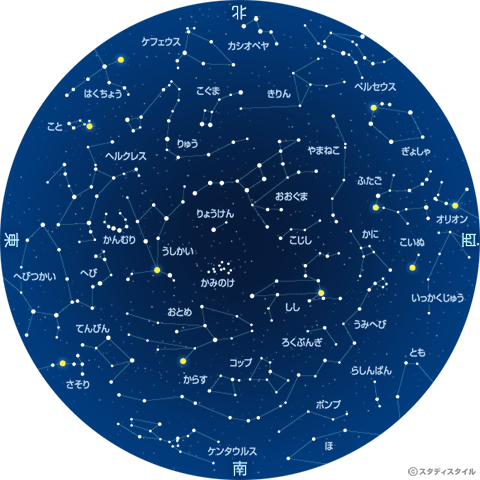 北
ケフェウス
カシオペヤ
はくちょう
こぐま
きりん
ペルセウス
こと
りゅう
やまねこ
ぎょしゃ
ヘルクレス
ふたご
おおぐま
りょうけん
オリオン
東
かんむり
うしかい
こじし
かに
こいぬ
西
へびつかい
へび
かみのけ
しし
いっかくじゅう
おとめ
てんびん
うみへび
ろくぶんぎ
とも
コップ
からす
らしんばん
さそり
ポンプ
ほ
ケンタウルス
南
©スタディスタイル